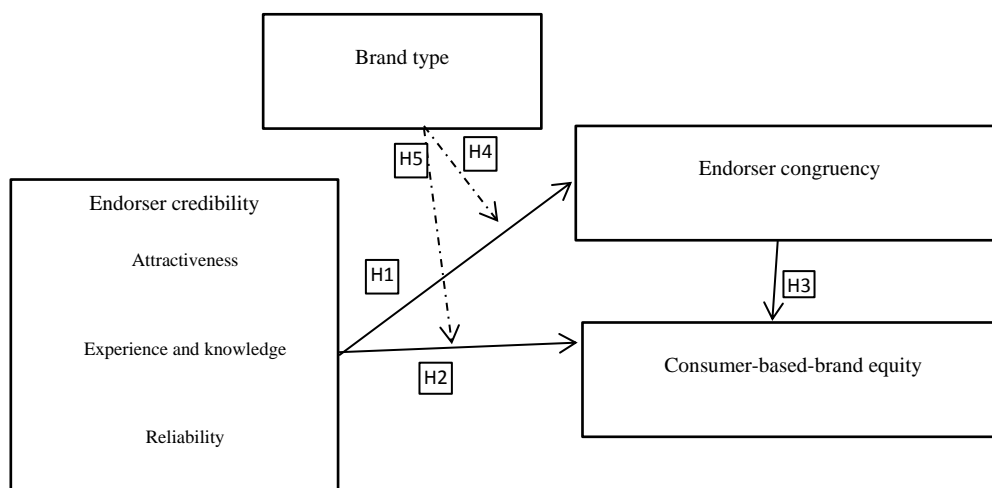 Brand type
H5
H4
Endorser congruency
Endorser credibility
Attractiveness
H1
H3
Experience and knowledge
H2
Consumer-based-brand equity
Reliability